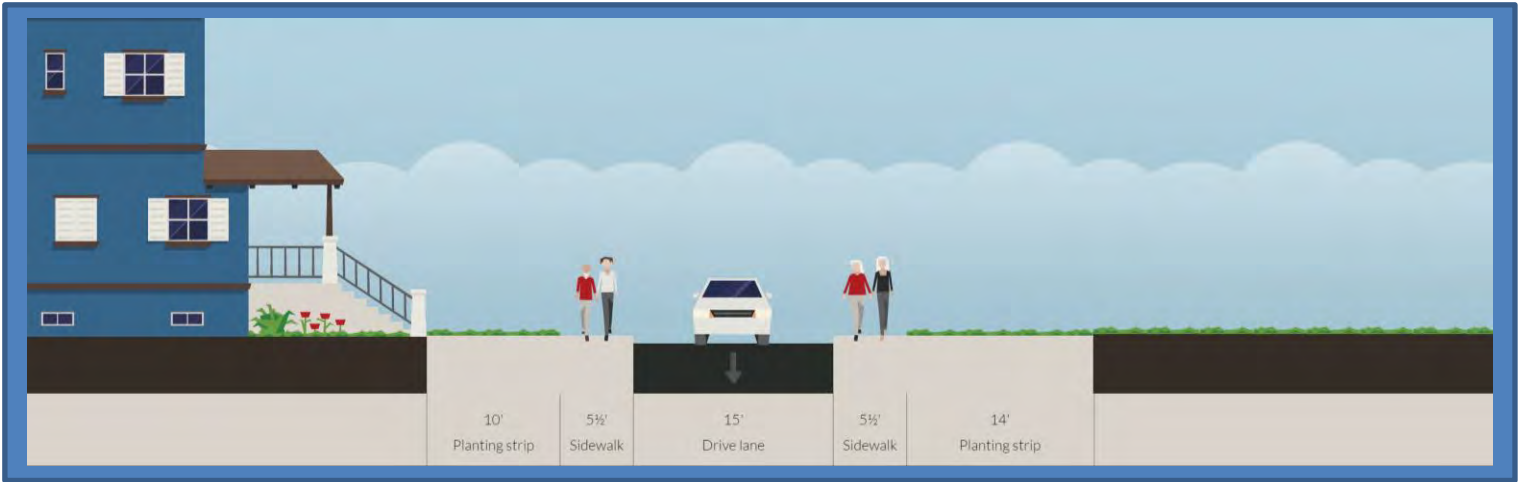 10'
Planting strip
5½'
Sidewalk
15'
Drive lane
5½'
Sidewalk
14'
Planting strip